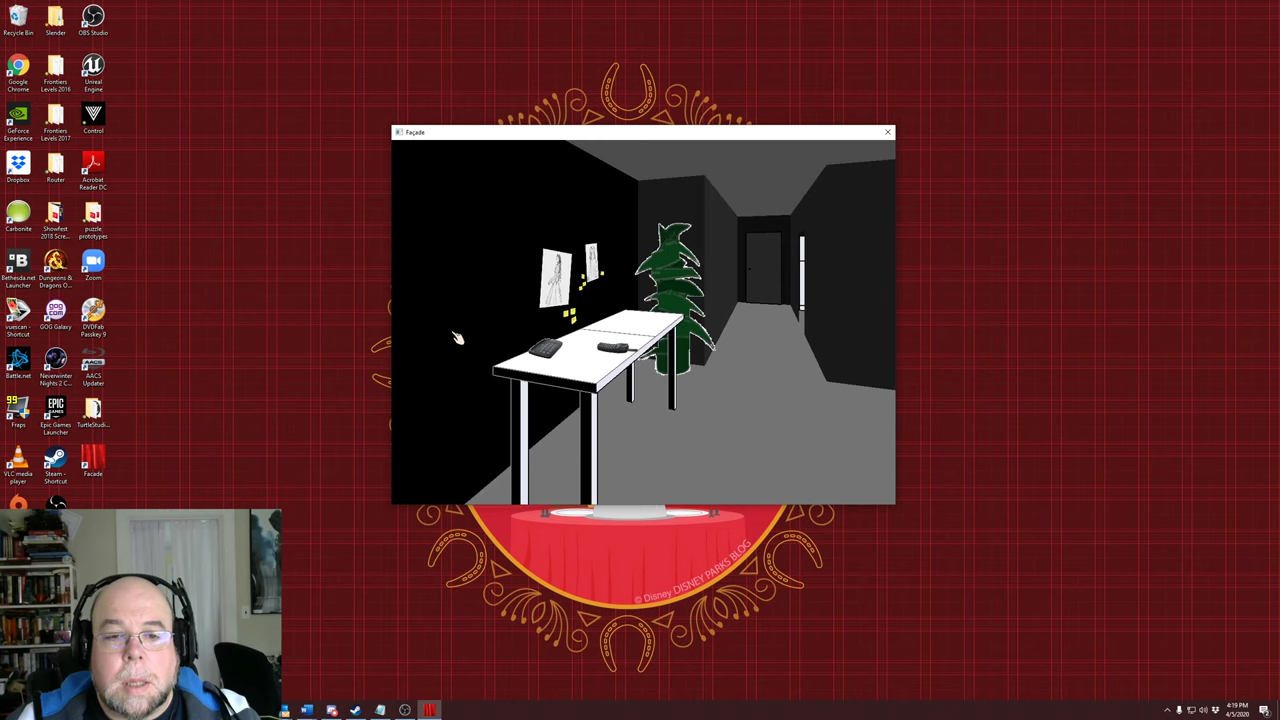 Recycle Bin
Slender
OBS Studio
Google Chrome
Frontiers Levels 2016
Unreal Engine
GeForce Experience
Frontiers Levels 2017
Control
Dropbox
Router
Acrobat Reader DC
Carbonite
Showfest 2018 Scre...
puzzle prototypes
Bethesda.net Launcher
Dungeons & Dragons O...
Zoom
vuescan - Shortcut
GOG Galaxy
DVDFab Passkey 9
Battle.net
Neverwinter Nights 2 C...
AACS Updater
99
Fraps
Epic Games Launcher
TurtleStudi...
VLC media player
Steam - Shortcut
Facade
Façade
© Disney DISNEY PARKS BLOG
4:19 PM
4/5/2020